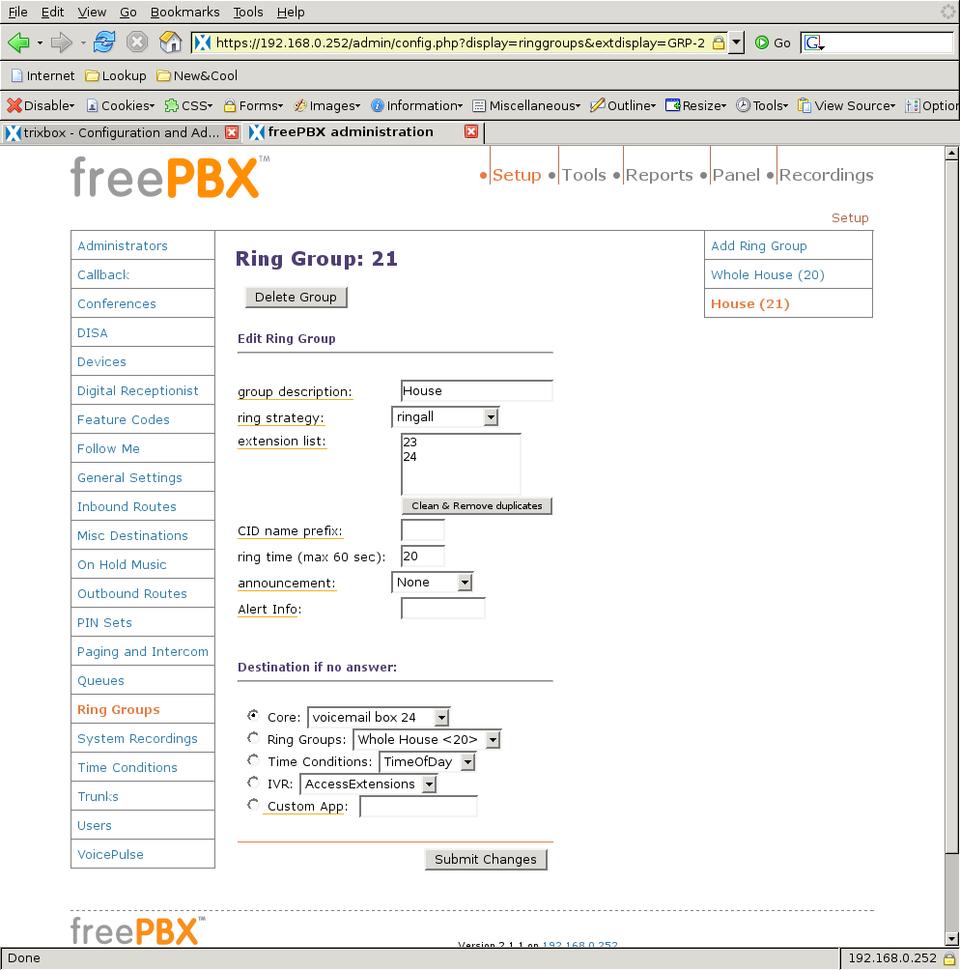 File Edit View Go Bookmarks Tools Help
https://192.168.0.252/admin/config.php?display=ringgroups&extdisplay=GRP-2 Go G
Internet Lookup New&Cool
Disable Cookies CSS Forms Images Information Miscellaneous Outline Resize Tools View Source Option
trixbox - Configuration and Ad... freePBX administration
freePBX™
Setup Tools Reports Panel Recordings
Setup
Administrators
Callback
Conferences
DISA
Devices
Digital Receptionist
Feature Codes
Follow Me
General Settings
Inbound Routes
Misc Destinations
On Hold Music
Outbound Routes
PIN Sets
Paging and Intercom
Queues
Ring Groups
System Recordings
Time Conditions
Trunks
Users
VoicePulse
Ring Group: 21
Delete Group
Edit Ring Group
group description: House
ring strategy: ringall
extension list: 23
24
Clean & Remove duplicates
CID name prefix:
ring time (max 60 sec): 20
announcement: None
Alert Info:
Destination if no answer:
Core: voicemail box 24
Ring Groups: Whole House <20>
Time Conditions: TimeOfDay
IVR: AccessExtensions
Custom App:
Submit Changes
Add Ring Group
Whole House (20)
House (21)
freePBX™
Version 2.1.1 on 192.168.0.252
Done 192.168.0.252